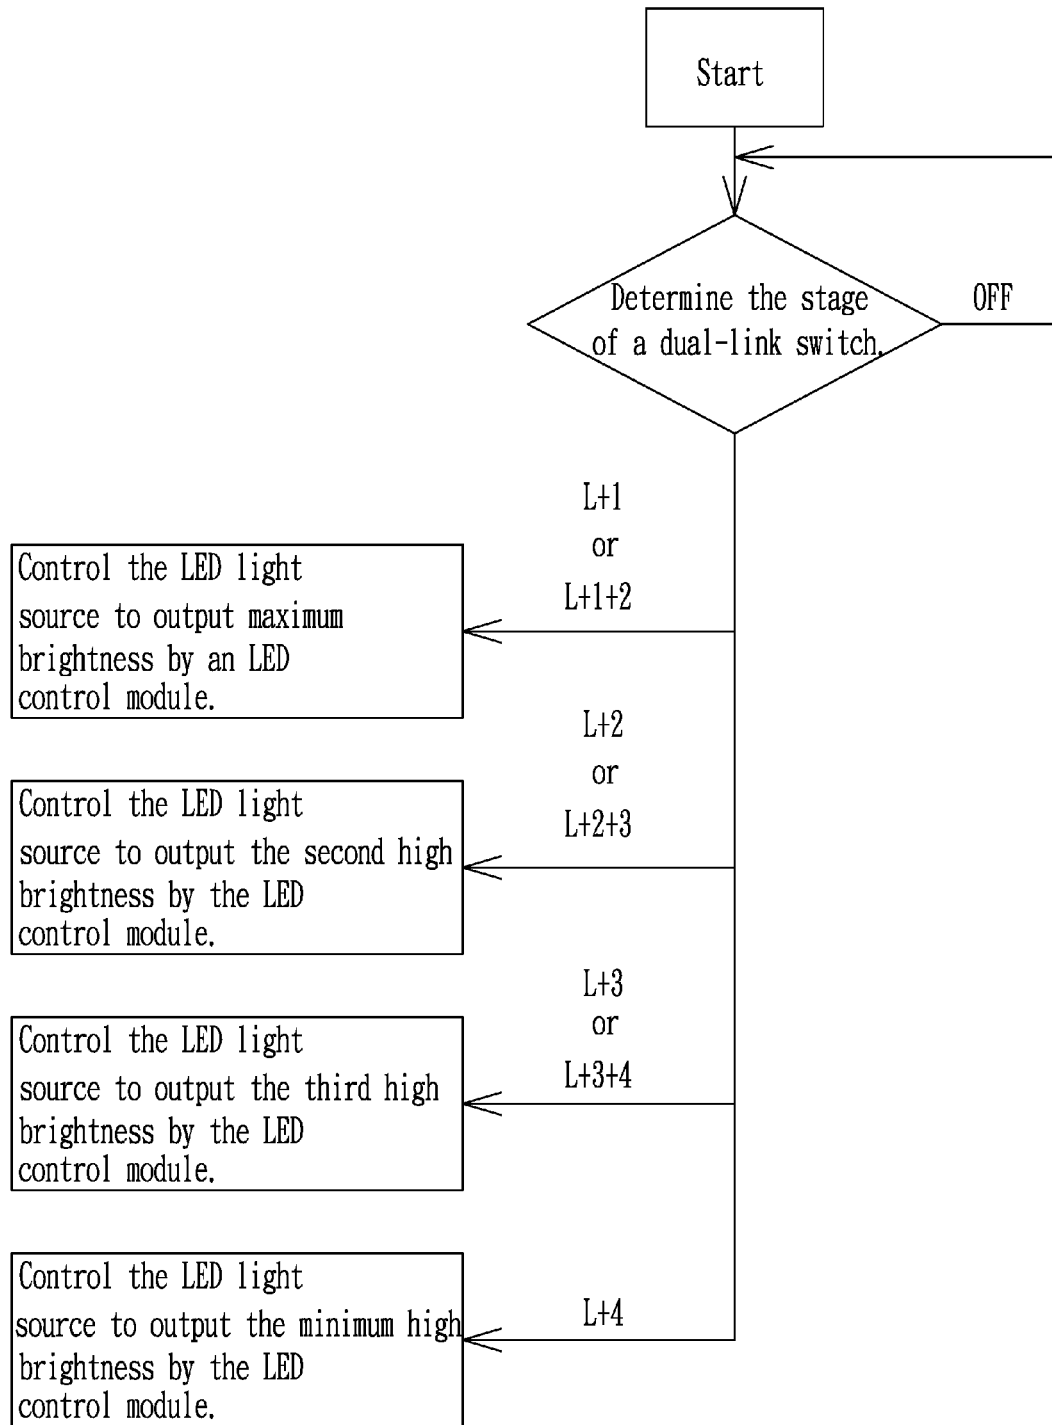 Start
Determine the stage
of a dual-link switch.
OFF
L+1
or
L+1+2
Control the LED light
source to output maximum
brightness by an LED
control module.
L+2
or
L+2+3
Control the LED light
source to output the second high
brightness by the LED
control module.
L+3
or
L+3+4
Control the LED light
source to output the third high
brightness by the LED
control module.
L+4
Control the LED light
source to output the minimum high
brightness by the LED
control module.